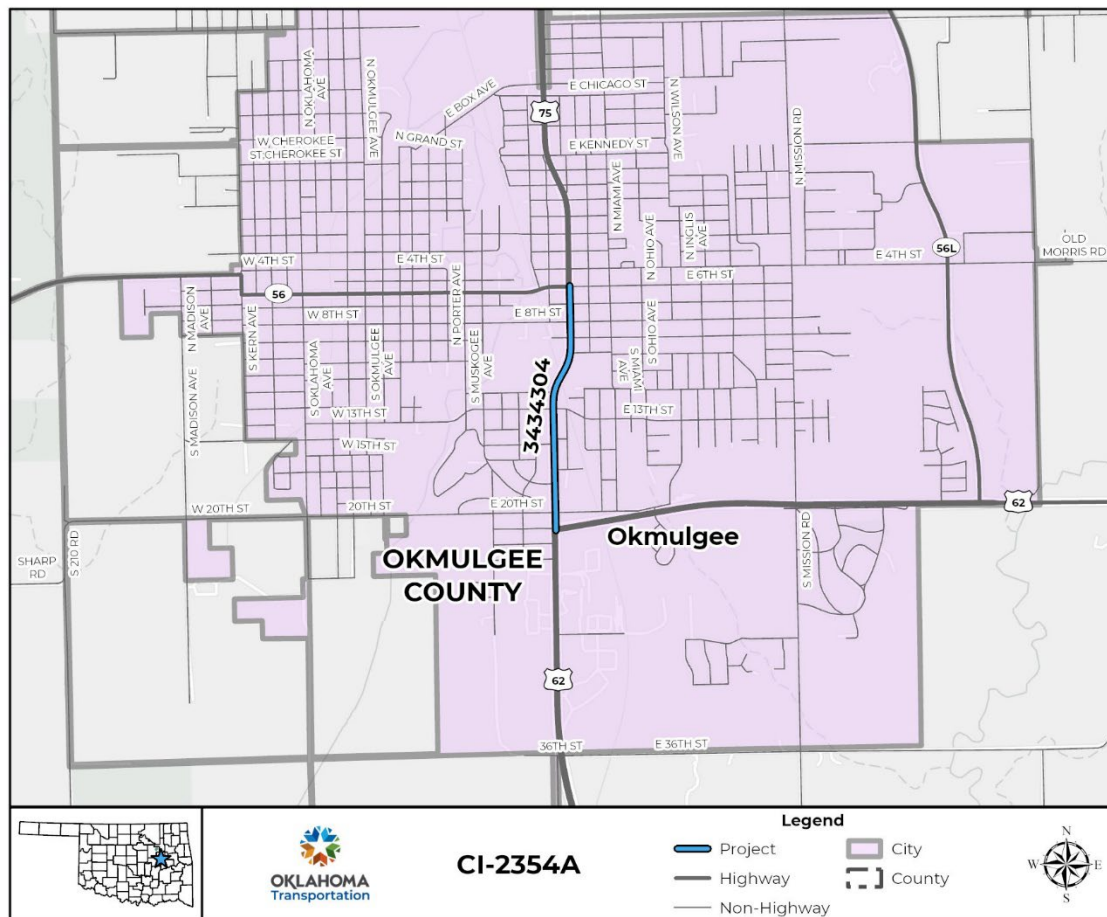 E CHICAGO ST
N OKLAHOMA
AVE
N OKMULGEE AVE
E BOX AVE
75
N WILSON AVE
N GRAND ST
W CHEROKEE
ST;CHEROKEE ST
E KENNEDY ST
N MISSION RD
N MIAMI AVE
N OHIO AVE
N INGLIS
AVE
W 4TH ST
E 4TH ST
E 6TH ST
E 4TH ST
56L
OLD
MORRIS RD
56
W 8TH ST
E 8TH ST
N MADISON
AVE
S KERN AVE
N PORTER AVE
S OHIO AVE
S MADISON AVE
S OKLAHOMA
AVE
S OKMULGEE
AVE
S MUSKOGEE
AVE
S MIAMI
AVE
3434304
W 13TH ST
E 13TH ST
W 15TH ST
W 20TH ST
20TH ST
E 20TH ST
62
Okmulgee
SHARP
RD
S 210 RD
OKMULGEE
COUNTY
S MISSION RD
62
36TH ST
E 36TH ST
OKLAHOMA
Transportation
CI-2354A
Legend
Project
City
Highway
County
Non-Highway
N
W
E
S